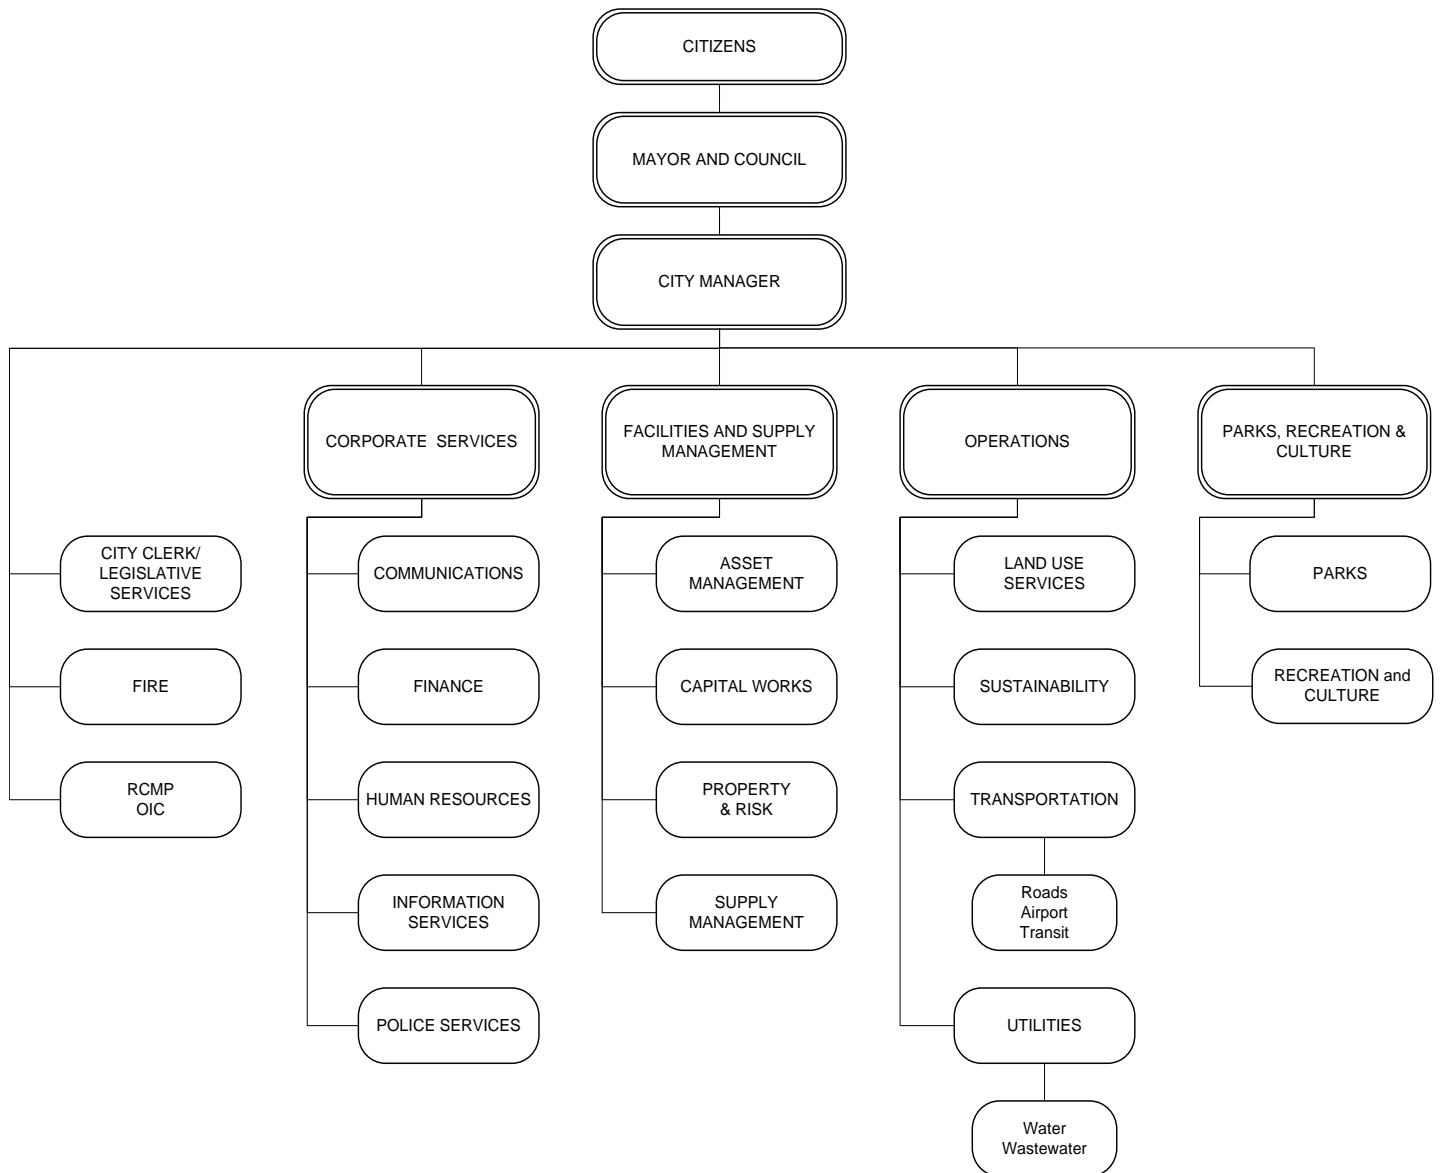 CITIZENS
MAYOR AND COUNCIL
CITY MANAGER
CORPORATE  SERVICES
FACILITIES AND SUPPLY
MANAGEMENT
OPERATIONS
PARKS, RECREATION &
CULTURE
CITY CLERK/
LEGISLATIVE
SERVICES
FIRE
RCMP
OIC
COMMUNICATIONS
FINANCE
HUMAN RESOURCES
INFORMATION
SERVICES
POLICE SERVICES
ASSET
MANAGEMENT
CAPITAL WORKS
PROPERTY
& RISK
SUPPLY
MANAGEMENT
LAND USE
SERVICES
SUSTAINABILITY
TRANSPORTATION
Roads
Airport
Transit
UTILITIES
Water
Wastewater
PARKS
RECREATION and
CULTURE